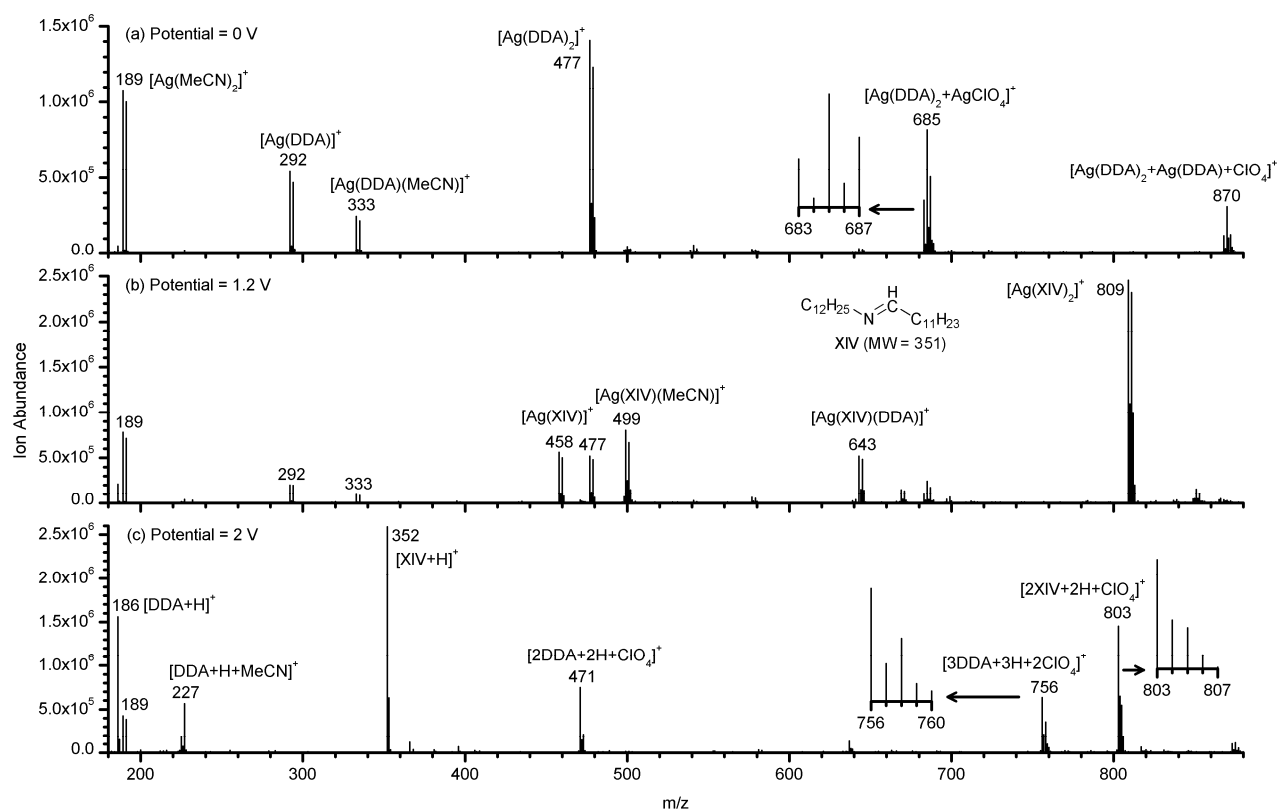 (a) Potential = 0 V
1.5x10⁶
1.0x10⁶
5.0x10⁵
0.0
189 [Ag(MeCN)₂]⁺
[Ag(DDA)]⁺
292
[Ag(DDA)(MeCN)]⁺
333
[Ag(DDA)₂]⁺
477
[Ag(DDA)₂+AgClO₄]⁺
685
683 687
[Ag(DDA)₂+Ag(DDA)+ClO₄]⁺
870
(b) Potential = 1.2 V
2.5x10⁶
2.0x10⁶
1.5x10⁶
1.0x10⁶
5.0x10⁵
0.0
189
292
333
[Ag(XIV)]⁺
458
477
[Ag(XIV)(MeCN)]⁺
499
[Ag(XIV)(DDA)]⁺
643
H
C₁₂H₂₅
N
C₁₁H₂₃
XIV (MW = 351)
[Ag(XIV)₂]⁺ 809
(c) Potential = 2 V
2.5x10⁶
2.0x10⁶
1.5x10⁶
1.0x10⁶
5.0x10⁵
0.0
186 [DDA+H]⁺
189
[DDA+H+MeCN]⁺
227
352
[XIV+H]⁺
[2DDA+2H+ClO₄]⁺
471
[3DDA+3H+2ClO₄]⁺
756
756 760
[2XIV+2H+ClO₄]⁺
803
803 807
200 300 400 500 600 700 800
m/z
Ion Abundance